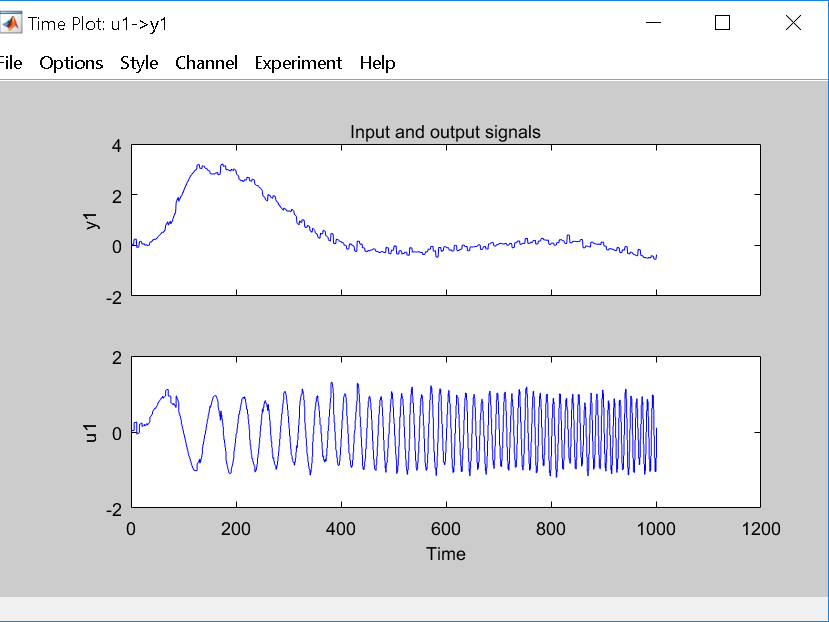 Time Plot: u1->y1
File Options Style Channel Experiment Help
Input and output signals
4
2
0
-2
y1
2
0
-2
u1
0 200 400 600 800 1000 1200
Time